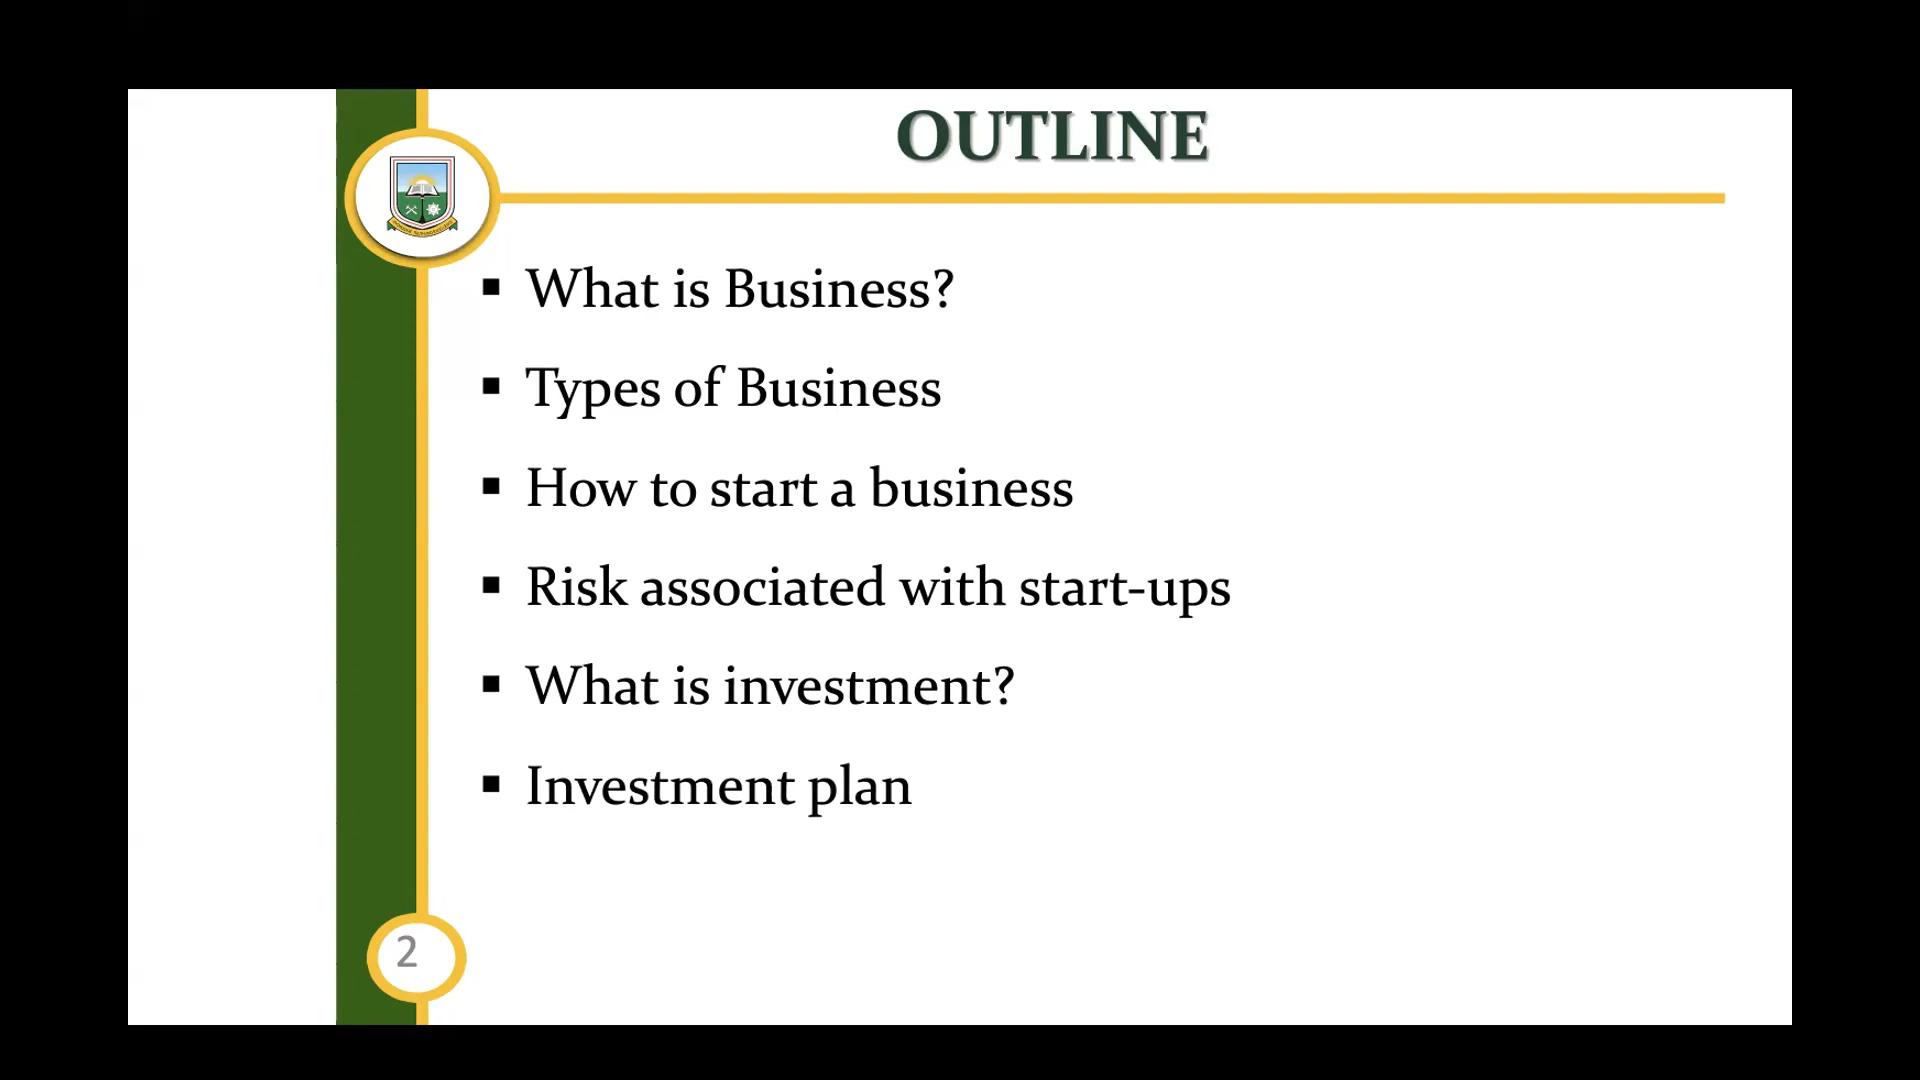 OUTLINE
▪ What is Business?
▪ Types of Business
▪ How to start a business
▪ Risk associated with start-ups
▪ What is investment?
▪ Investment plan
2